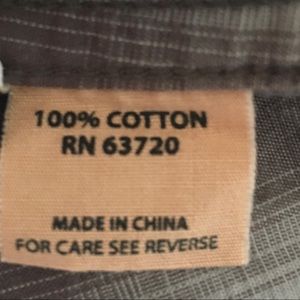 100% COTTON
RN 63720
MADE IN CHINA
FOR CARE SEE REVERSE